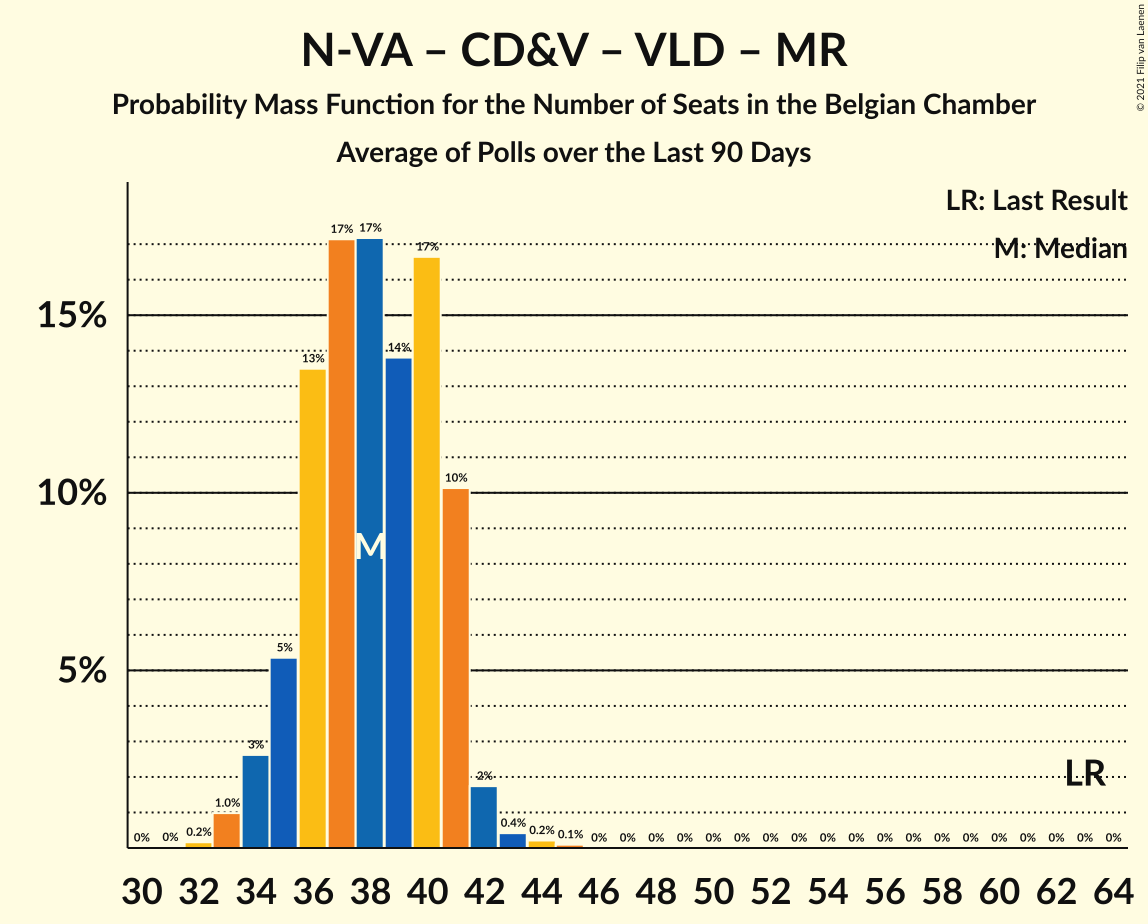 © 2021 Filip van Laenen
N-VA – CD&V – VLD – MR
Probability Mass Function for the Number of Seats in the Belgian Chamber
Average of Polls over the Last 90 Days
LR: Last Result
M: Median
15%
10%
5%
0% 0% 0.2% 1.0% 3% 5% 13% 17% 17% 14% 17% 10% 2% 0.4% 0.2% 0.1% 0% 0% 0% 0% 0% 0% 0% 0% 0% 0% 0% 0% 0% 0% 0% 0% 0% 0% 0%
M
LR
30 32 34 36 38 40 42 44 46 48 50 52 54 56 58 60 62 64